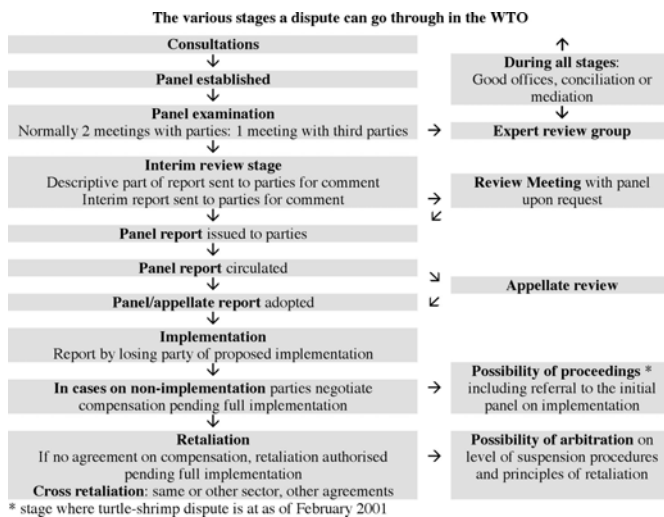 The various stages a dispute can go through in the WTO
Consultations
↓
Panel established
↓
Panel examination
Normally 2 meetings with parties: 1 meeting with third parties
↓
Interim review stage
Descriptive part of report sent to parties for comment
Interim report sent to parties for comment
↓
Panel report issued to parties
↓
Panel report circulated
↓
Panel/appellate report adopted
↓
Implementation
Report by losing party of proposed implementation
↓
In cases on non-implementation parties negotiate
compensation pending full implementation
↓
Retaliation
If no agreement on compensation, retaliation authorised
pending full implementation
Cross retaliation: same or other sector, other agreements
↑
During all stages:
Good offices, conciliation or
mediation
↓
→ Expert review group
→ Review Meeting with panel
upon request
↙
↘
Appellate review
↙
→ Possibility of proceedings *
including referral to the initial
panel on implementation
→ Possibility of arbitration on
level of suspension procedures
and principles of retaliation
* stage where turtle-shrimp dispute is at as of February 2001